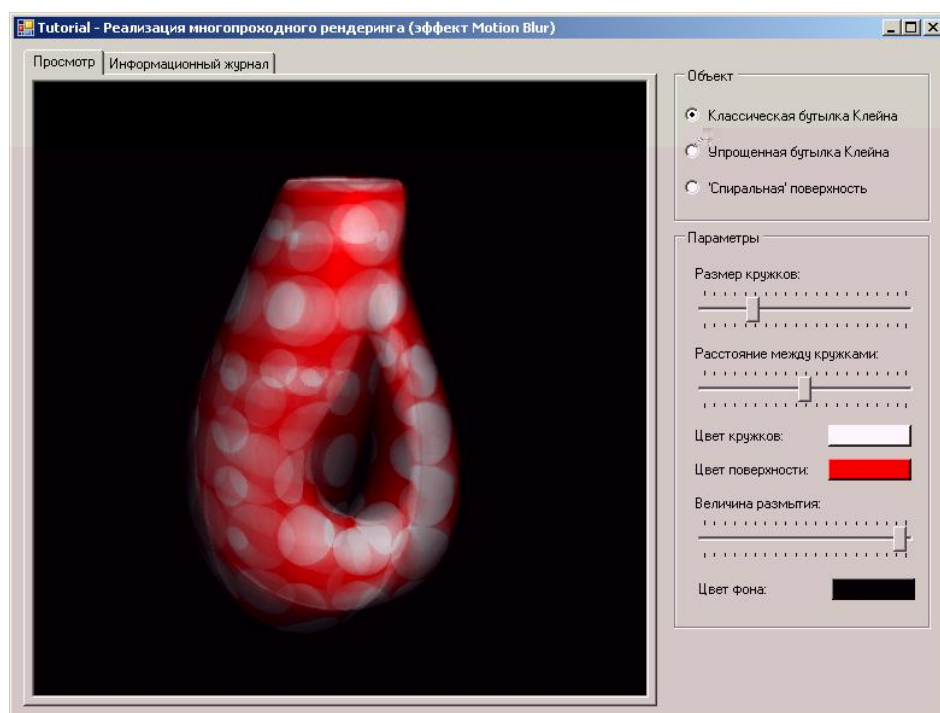 Tutorial - Реализация многопроходного рендеринга (эффект Motion Blur)
Просмотр
Информационный журнал
Объект
Классическая бутылка Клейна
Упрощенная бутылка Клейна
'Спиральная' поверхность
Параметры
Размер кружков:
Расстояние между кружками:
Цвет кружков:
Цвет поверхности:
Величина размытия:
Цвет фона: